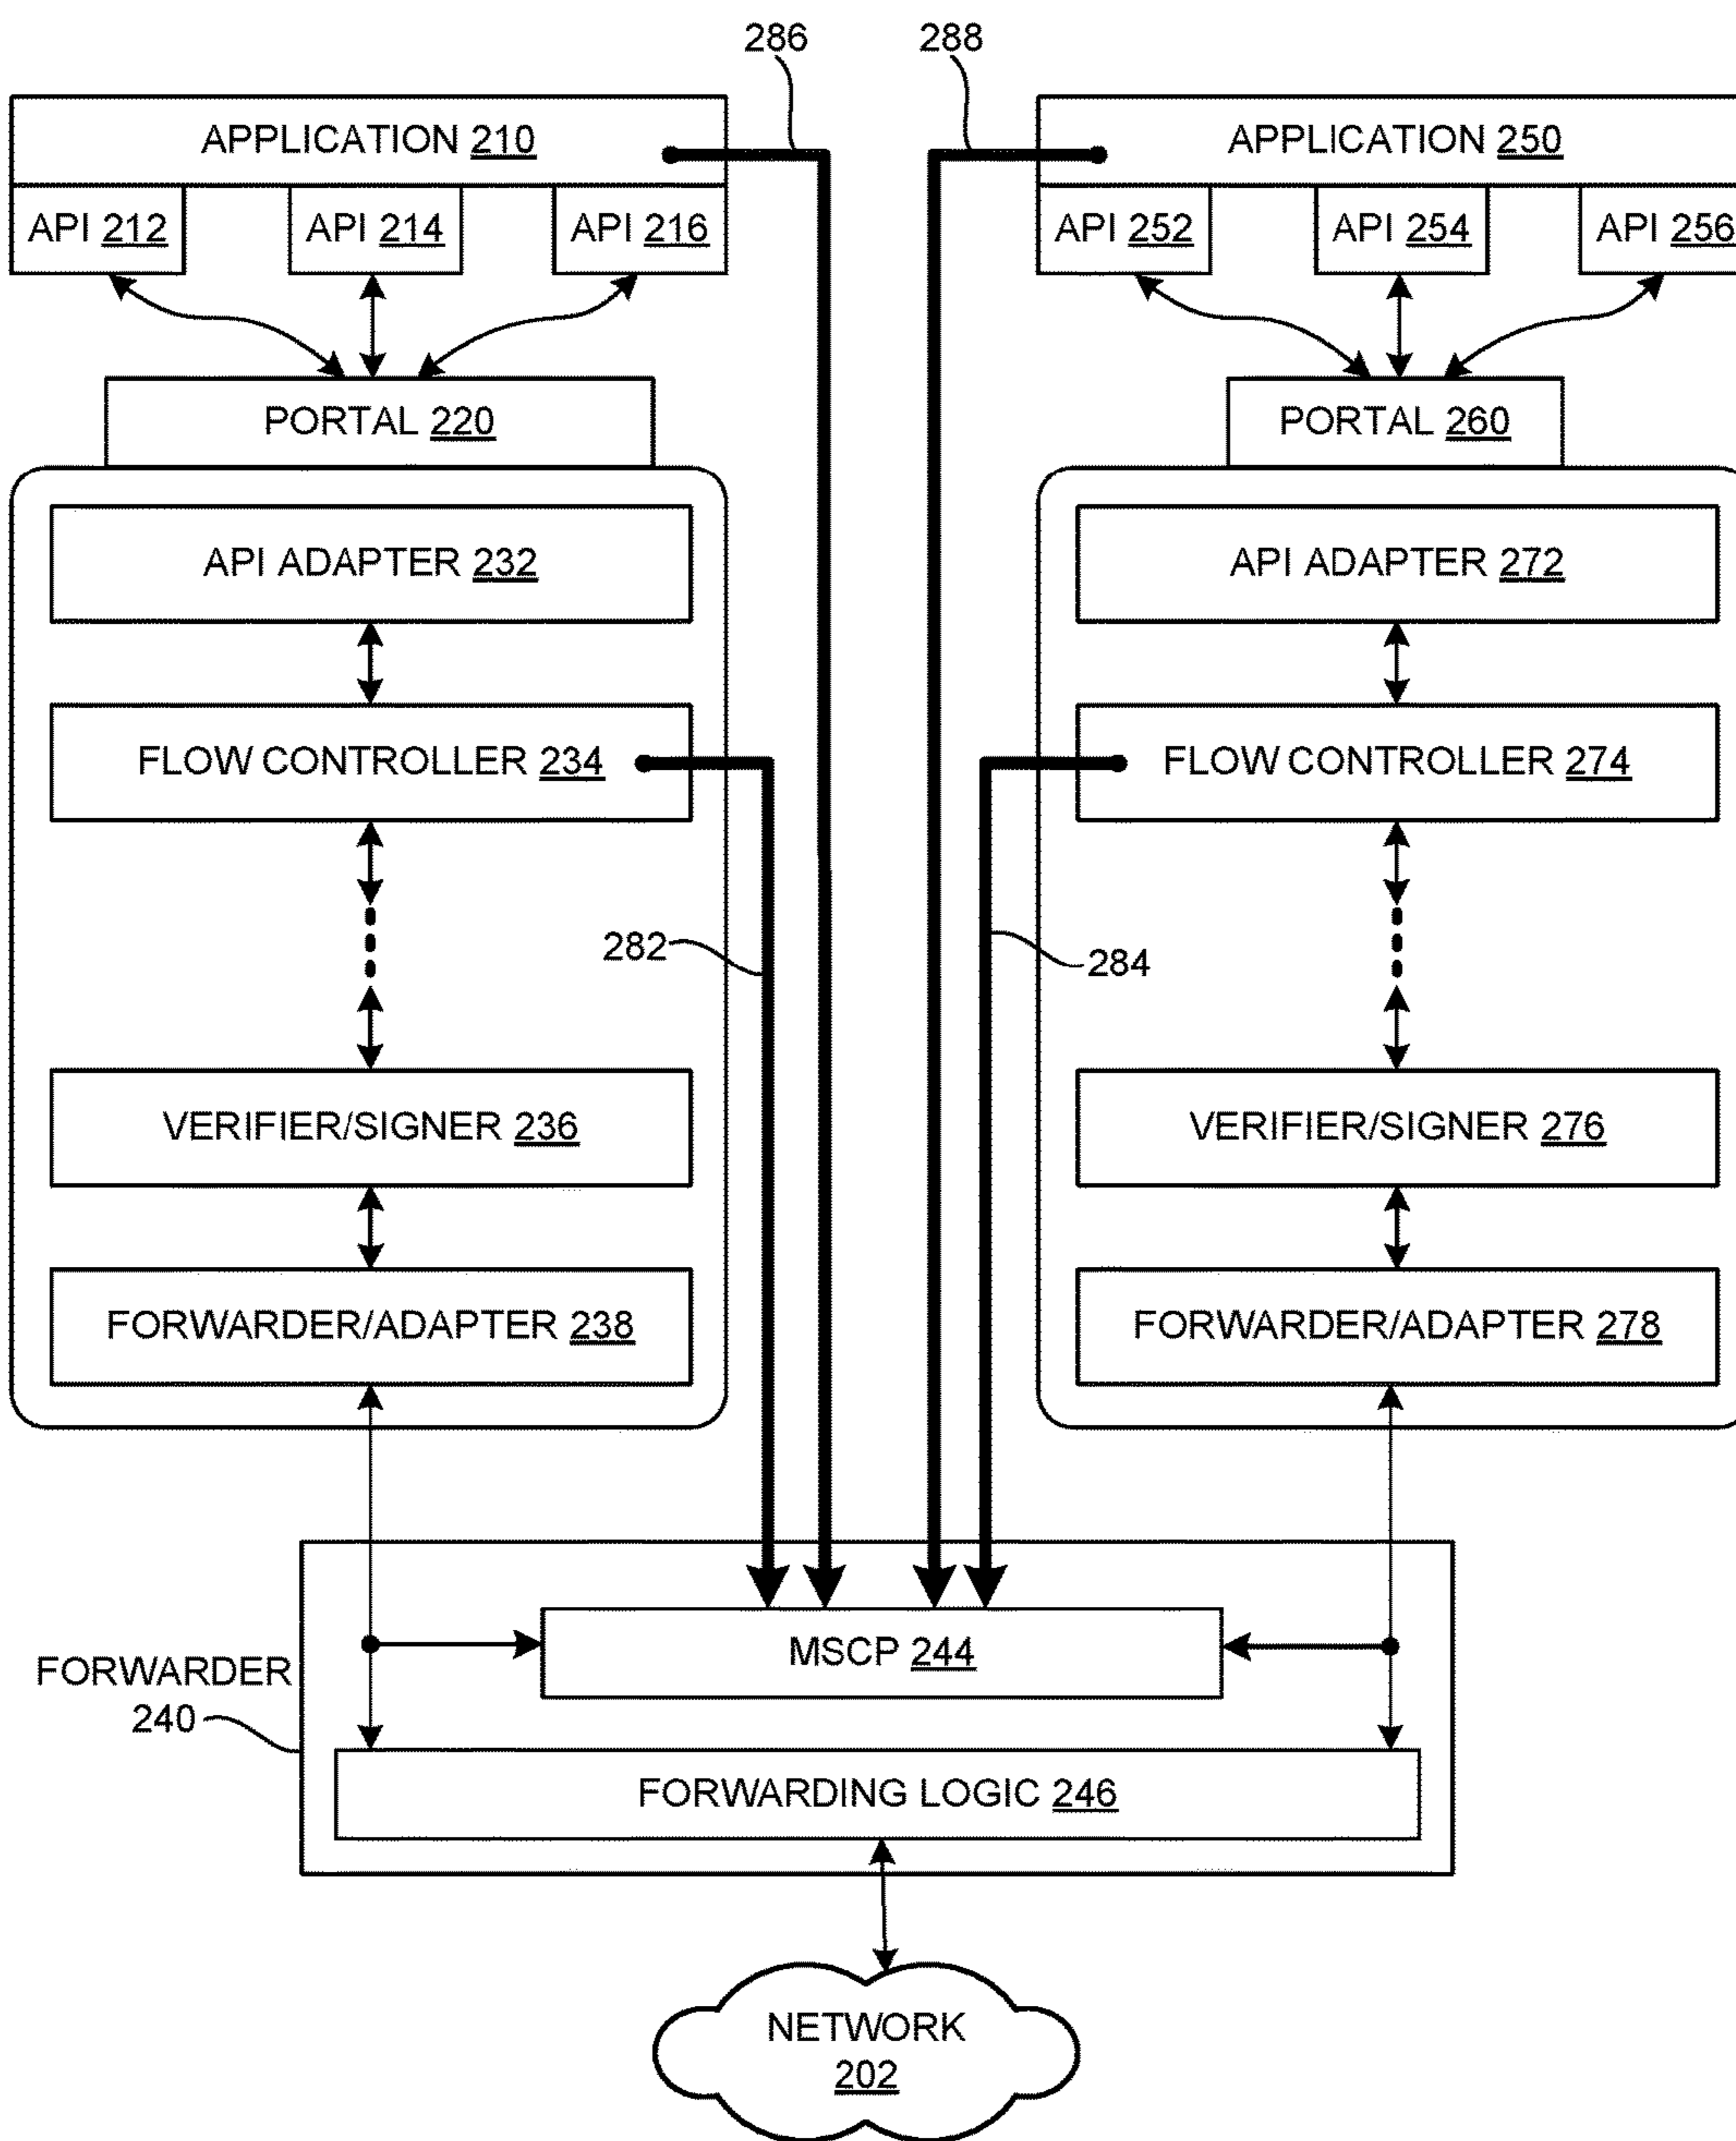 286 288
APPLICATION 210 APPLICATION 250
API 212 API 214 API 216 API 252 API 254 API 256
PORTAL 220 PORTAL 260
API ADAPTER 232 API ADAPTER 272
FLOW CONTROLLER 234 FLOW CONTROLLER 274
282 284
VERIFIER/SIGNER 236 VERIFIER/SIGNER 276
FORWARDER/ADAPTER 238 FORWARDER/ADAPTER 278
MSCP 244
FORWARDER
240
FORWARDING LOGIC 246
NETWORK
202